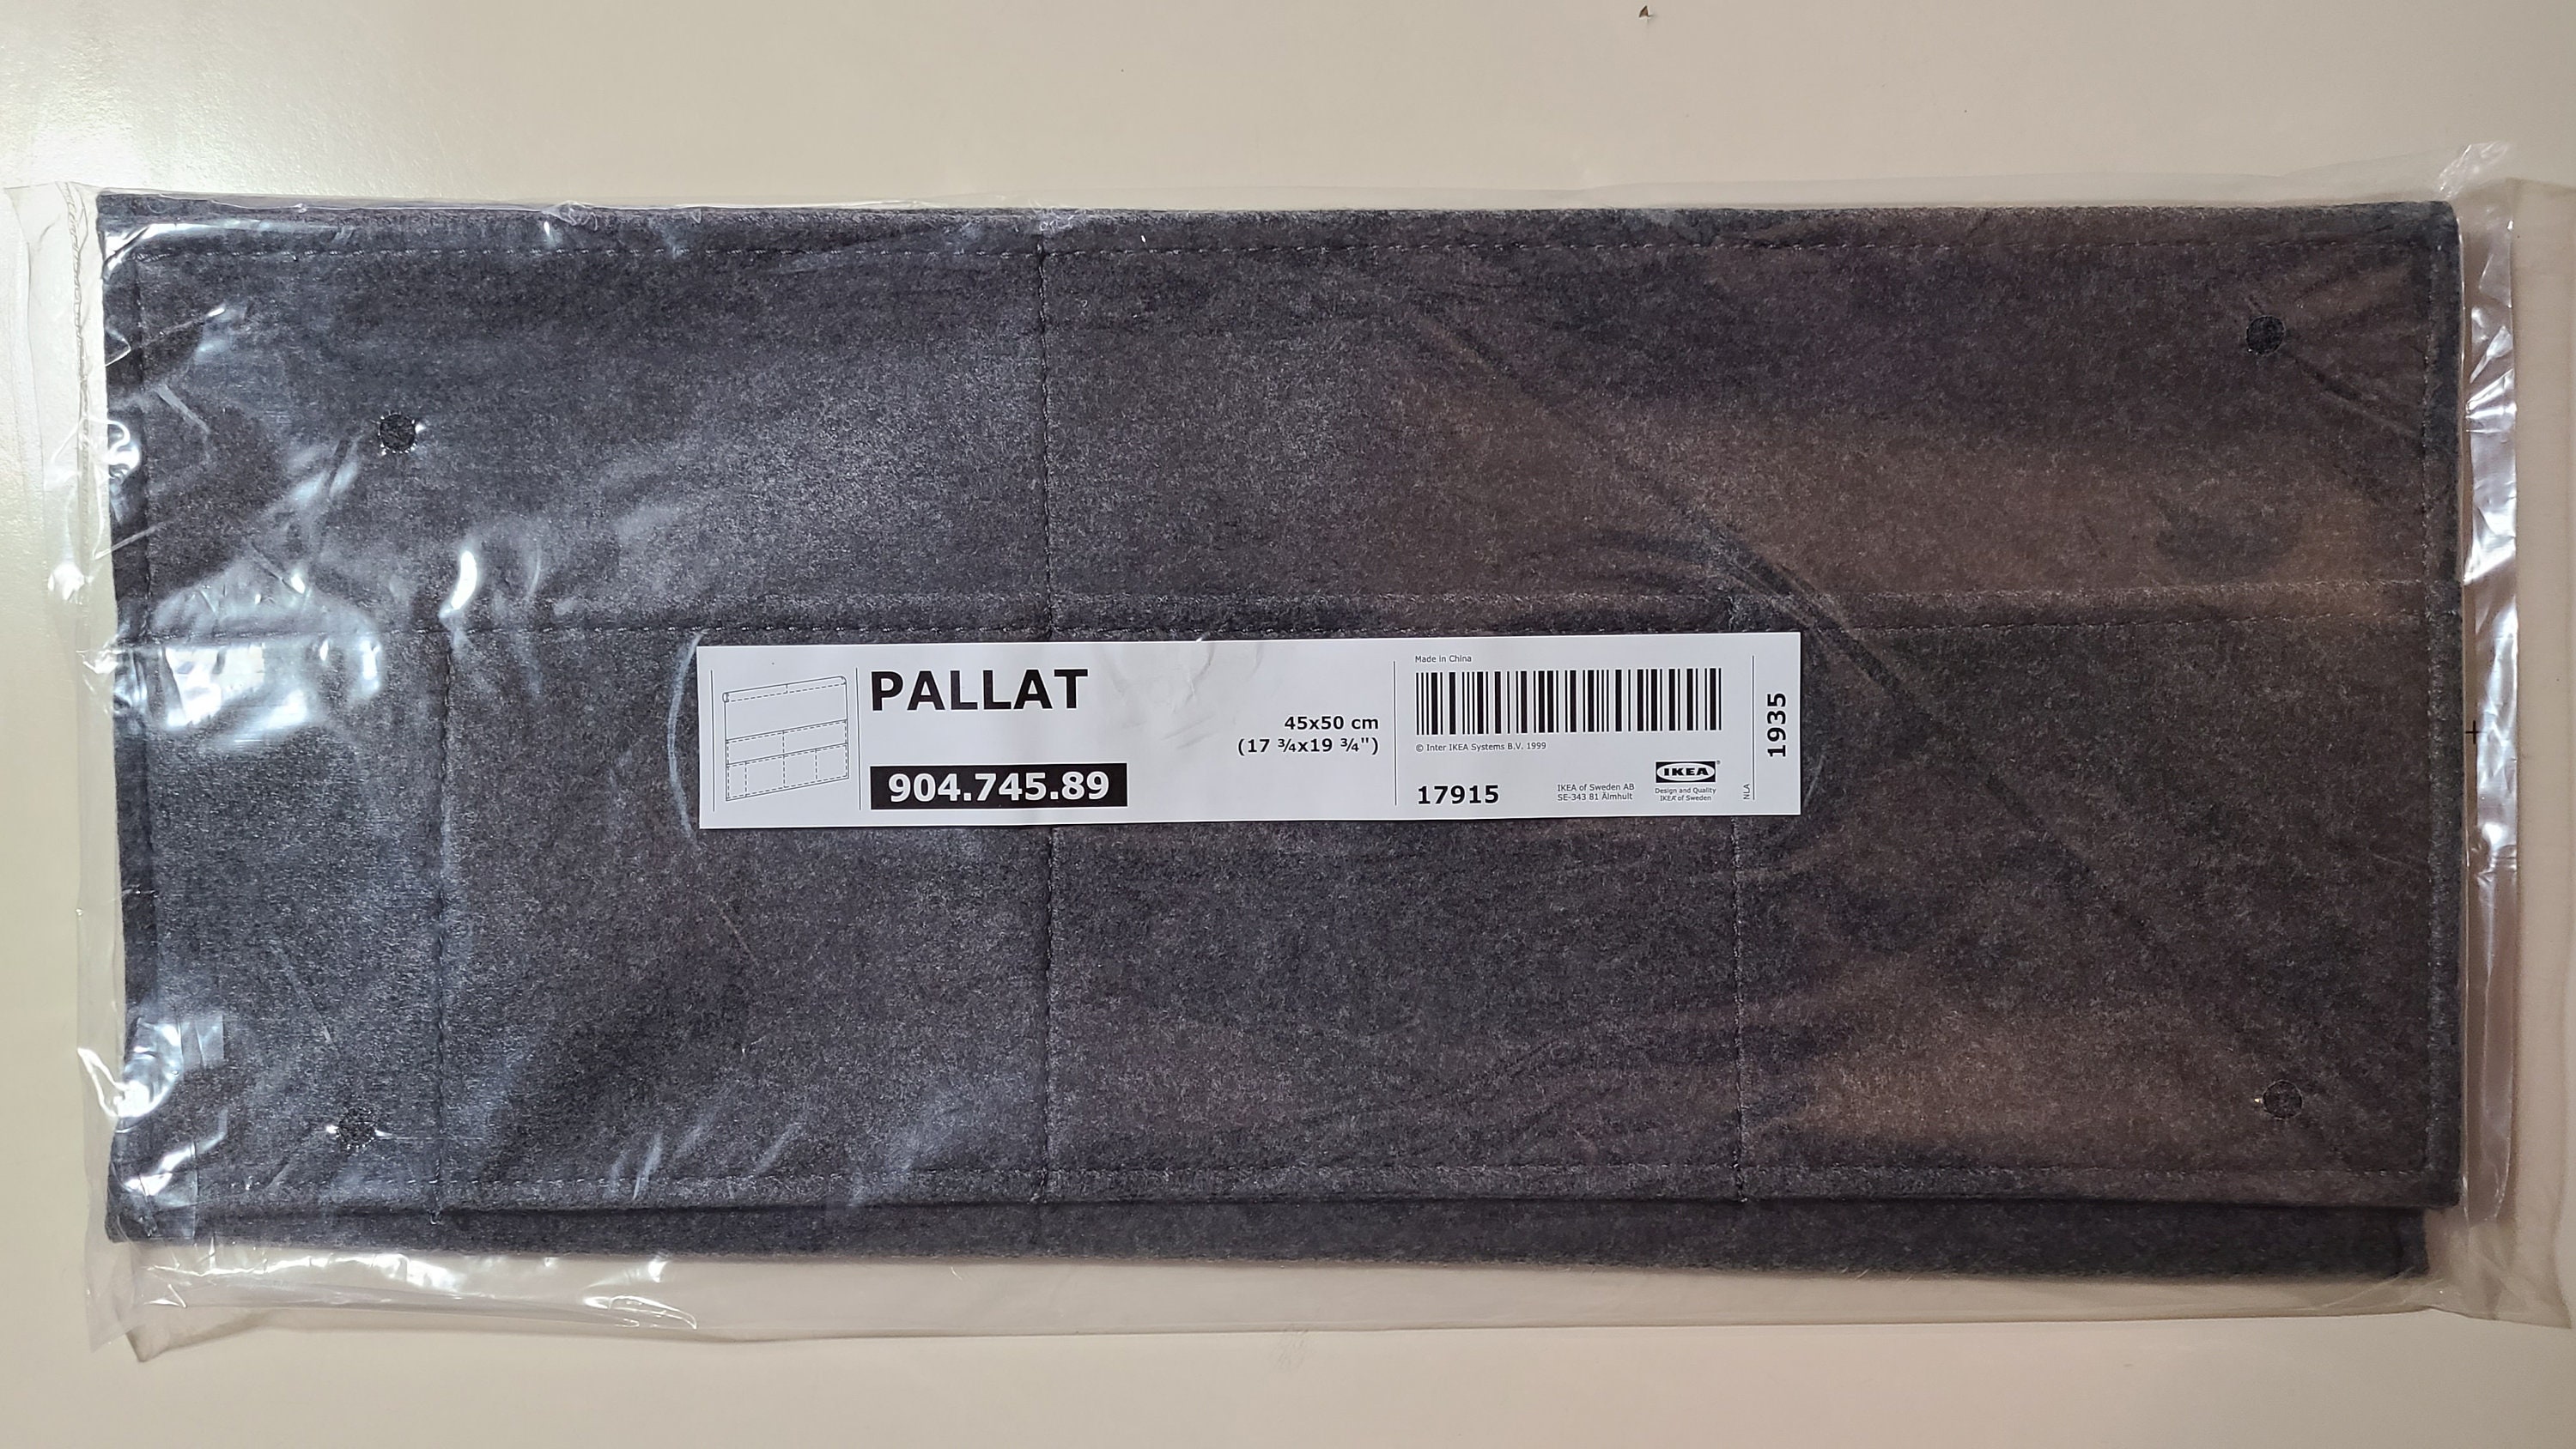 PALLAT
45x50 cm
(17 ¾x19 ¾")
904.745.89
Made in China
© Inter IKEA Systems B.V. 1999
17915
IKEA of Sweden AB
SE-343 81 Älmhult
IKEA®
Design and Quality
IKEA of Sweden
NLA
1935